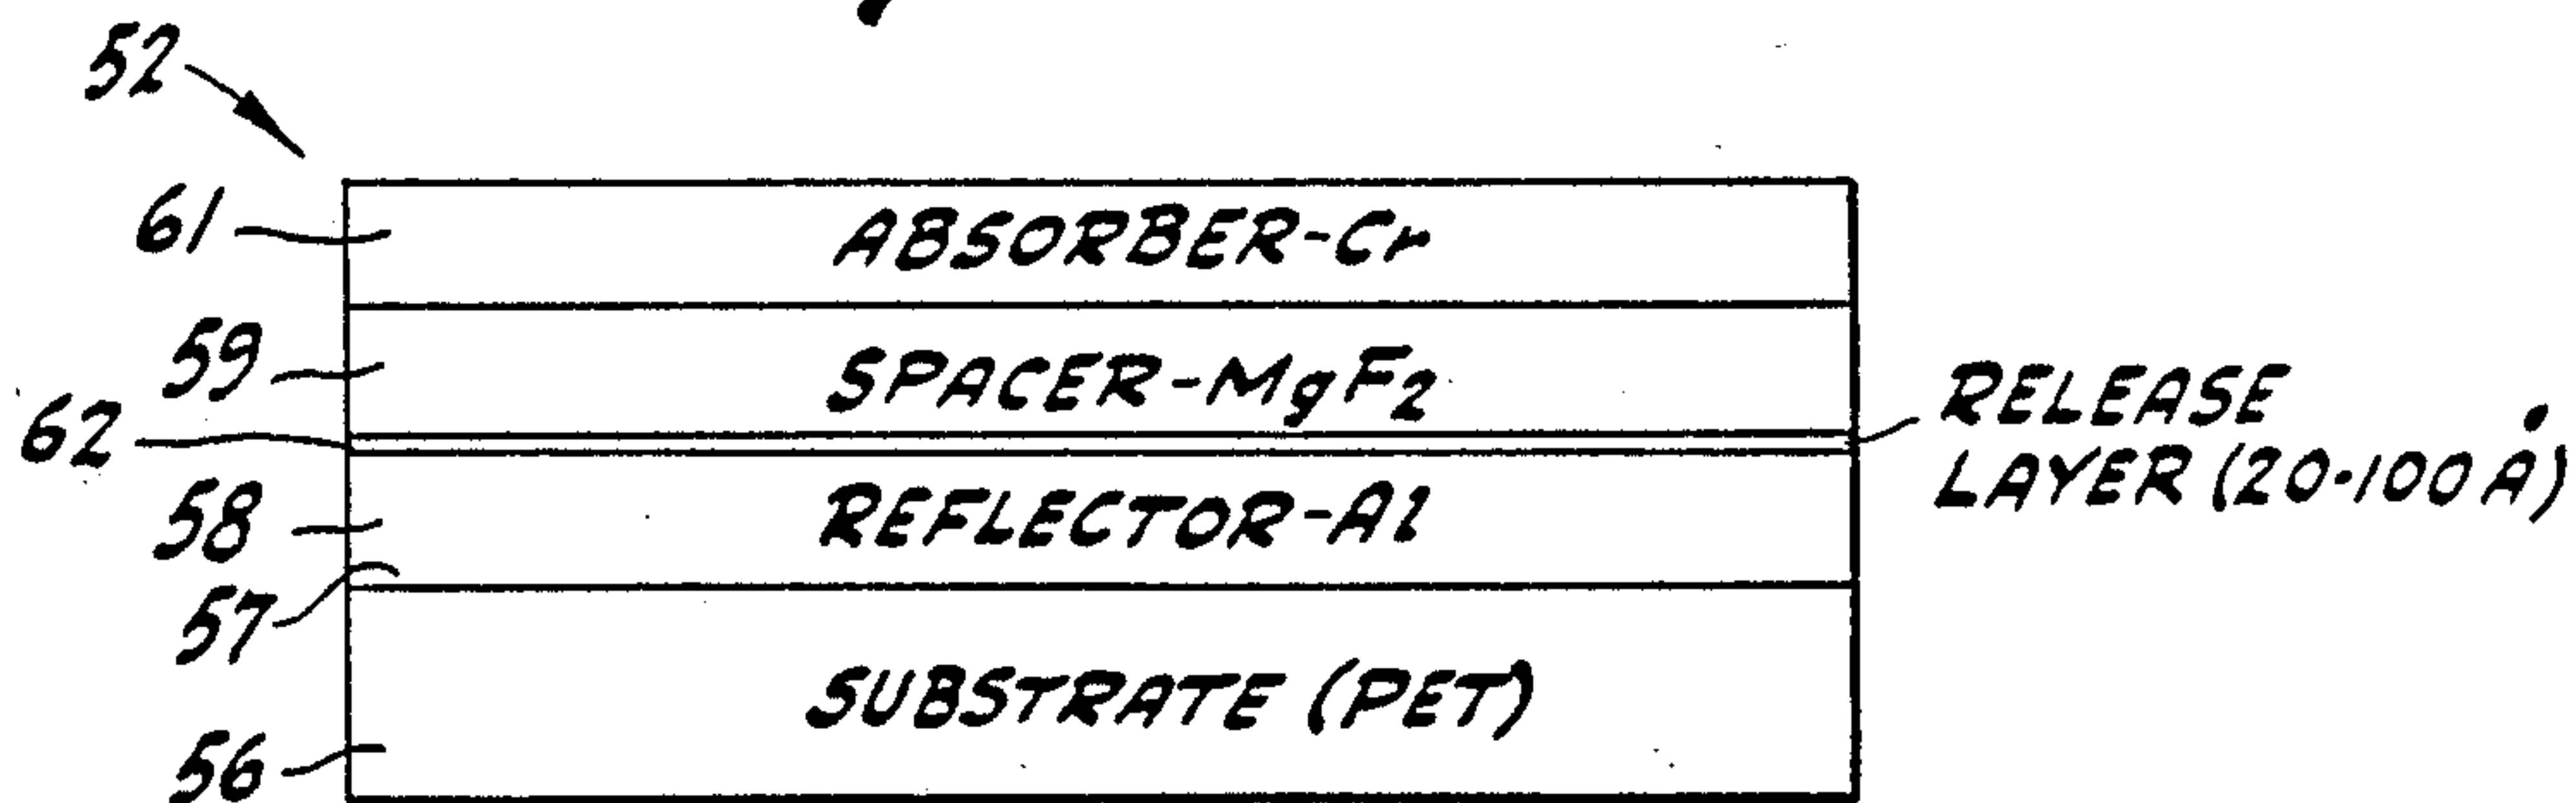 52
61
ABSORBER-Cr
59
SPACER-MgF2
62
RELEASE
LAYER (20-100 Å)
58
REFLECTOR-Al
57
SUBSTRATE (PET)
56